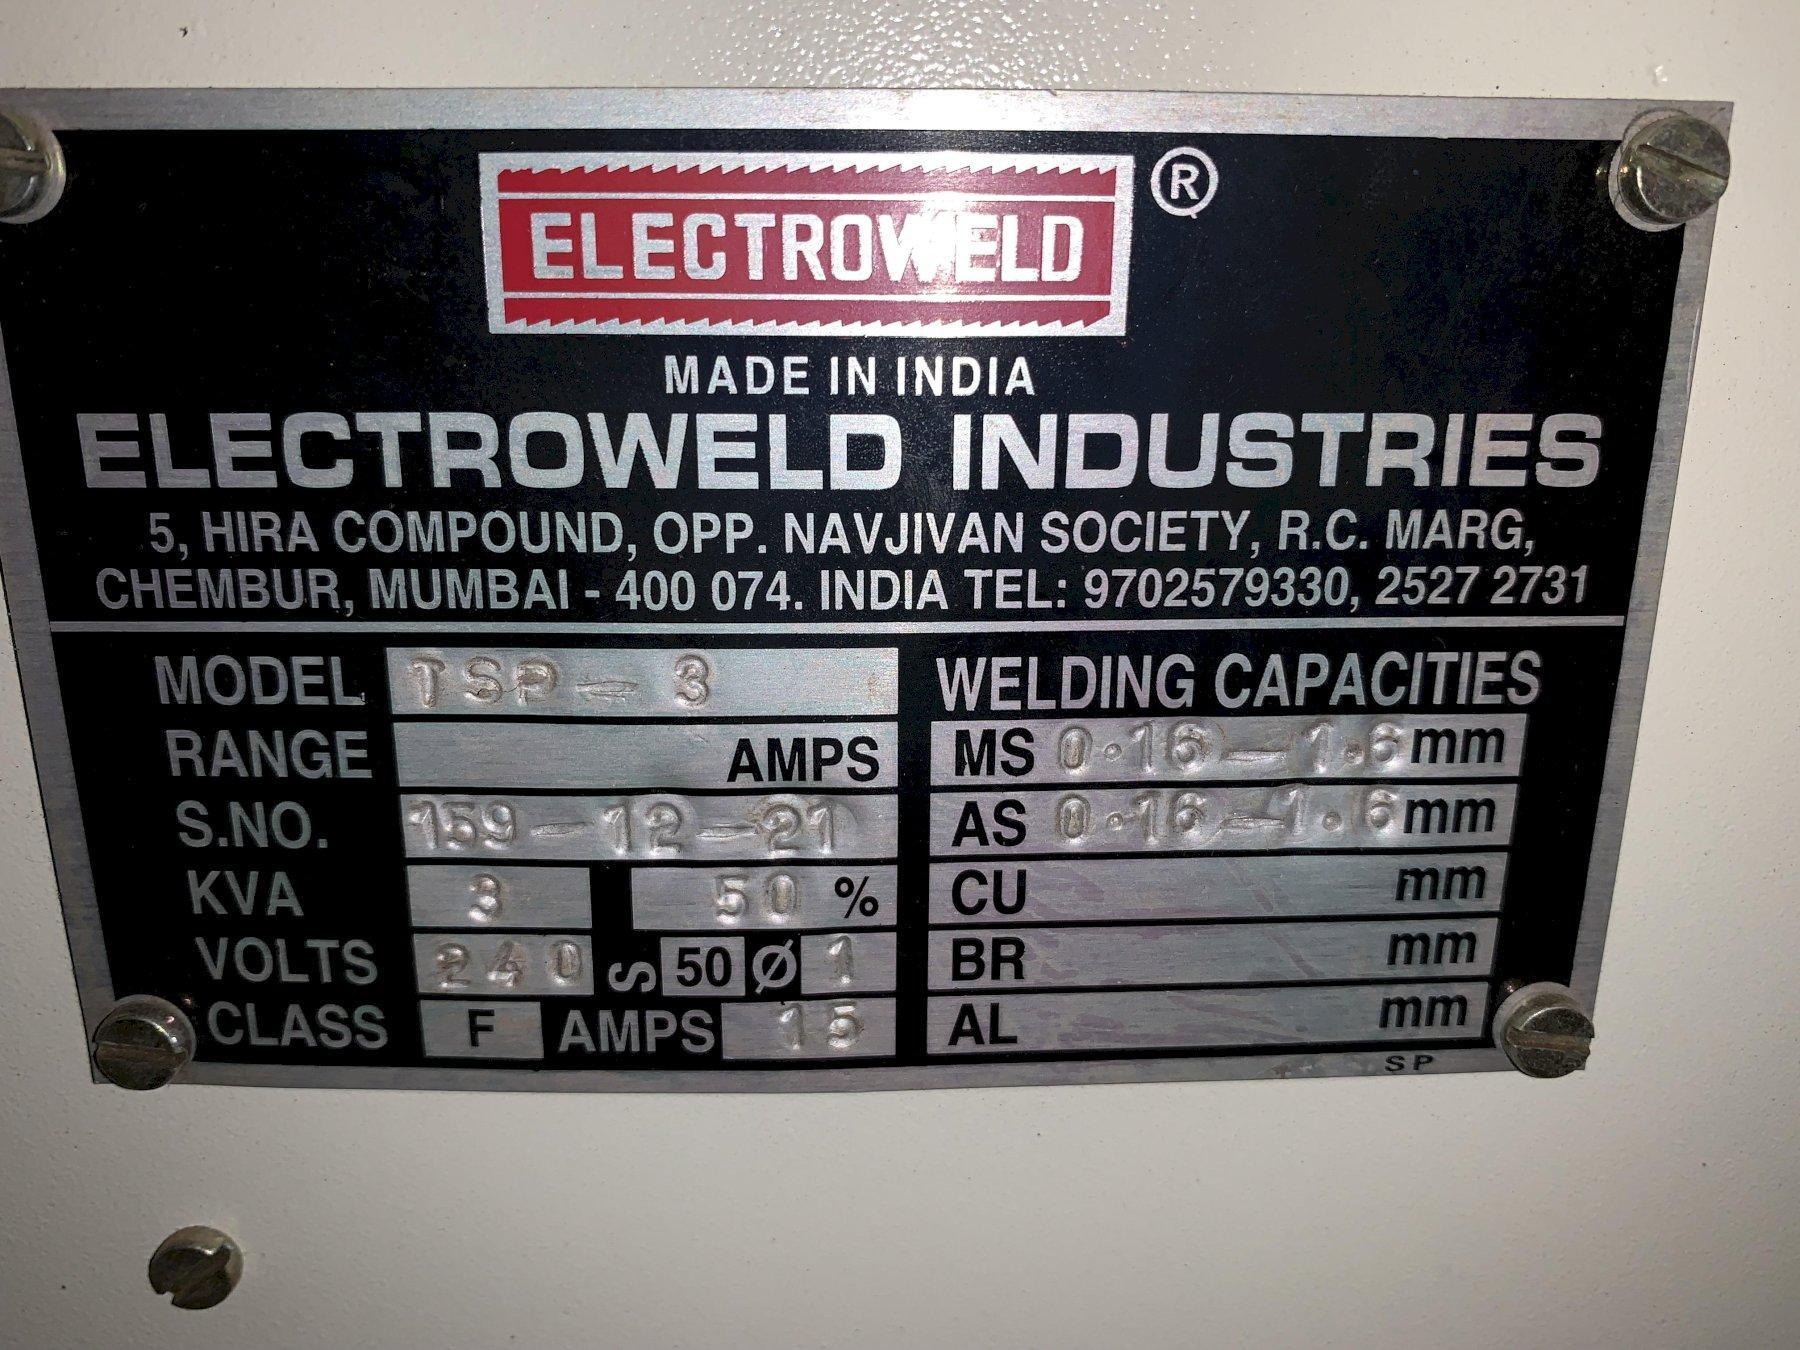 ELECTROWELD ®
MADE IN INDIA
ELECTROWELD INDUSTRIES
5, HIRA COMPOUND, OPP. NAVJIVAN SOCIETY, R.C. MARG,
CHEMBUR, MUMBAI - 400 074. INDIA TEL: 9702579330, 2527 2731
MODEL TSP - 3
RANGE AMPS
S.NO. 159-12-21
KVA 3 S 50 %
VOLTS 240 S 50 Ø 1
CLASS F AMPS 15
WELDING CAPACITIES
MS 0.16 - 1.6 mm
AS 0.16 - 1.6 mm
CU mm
BR mm
AL mm
SP